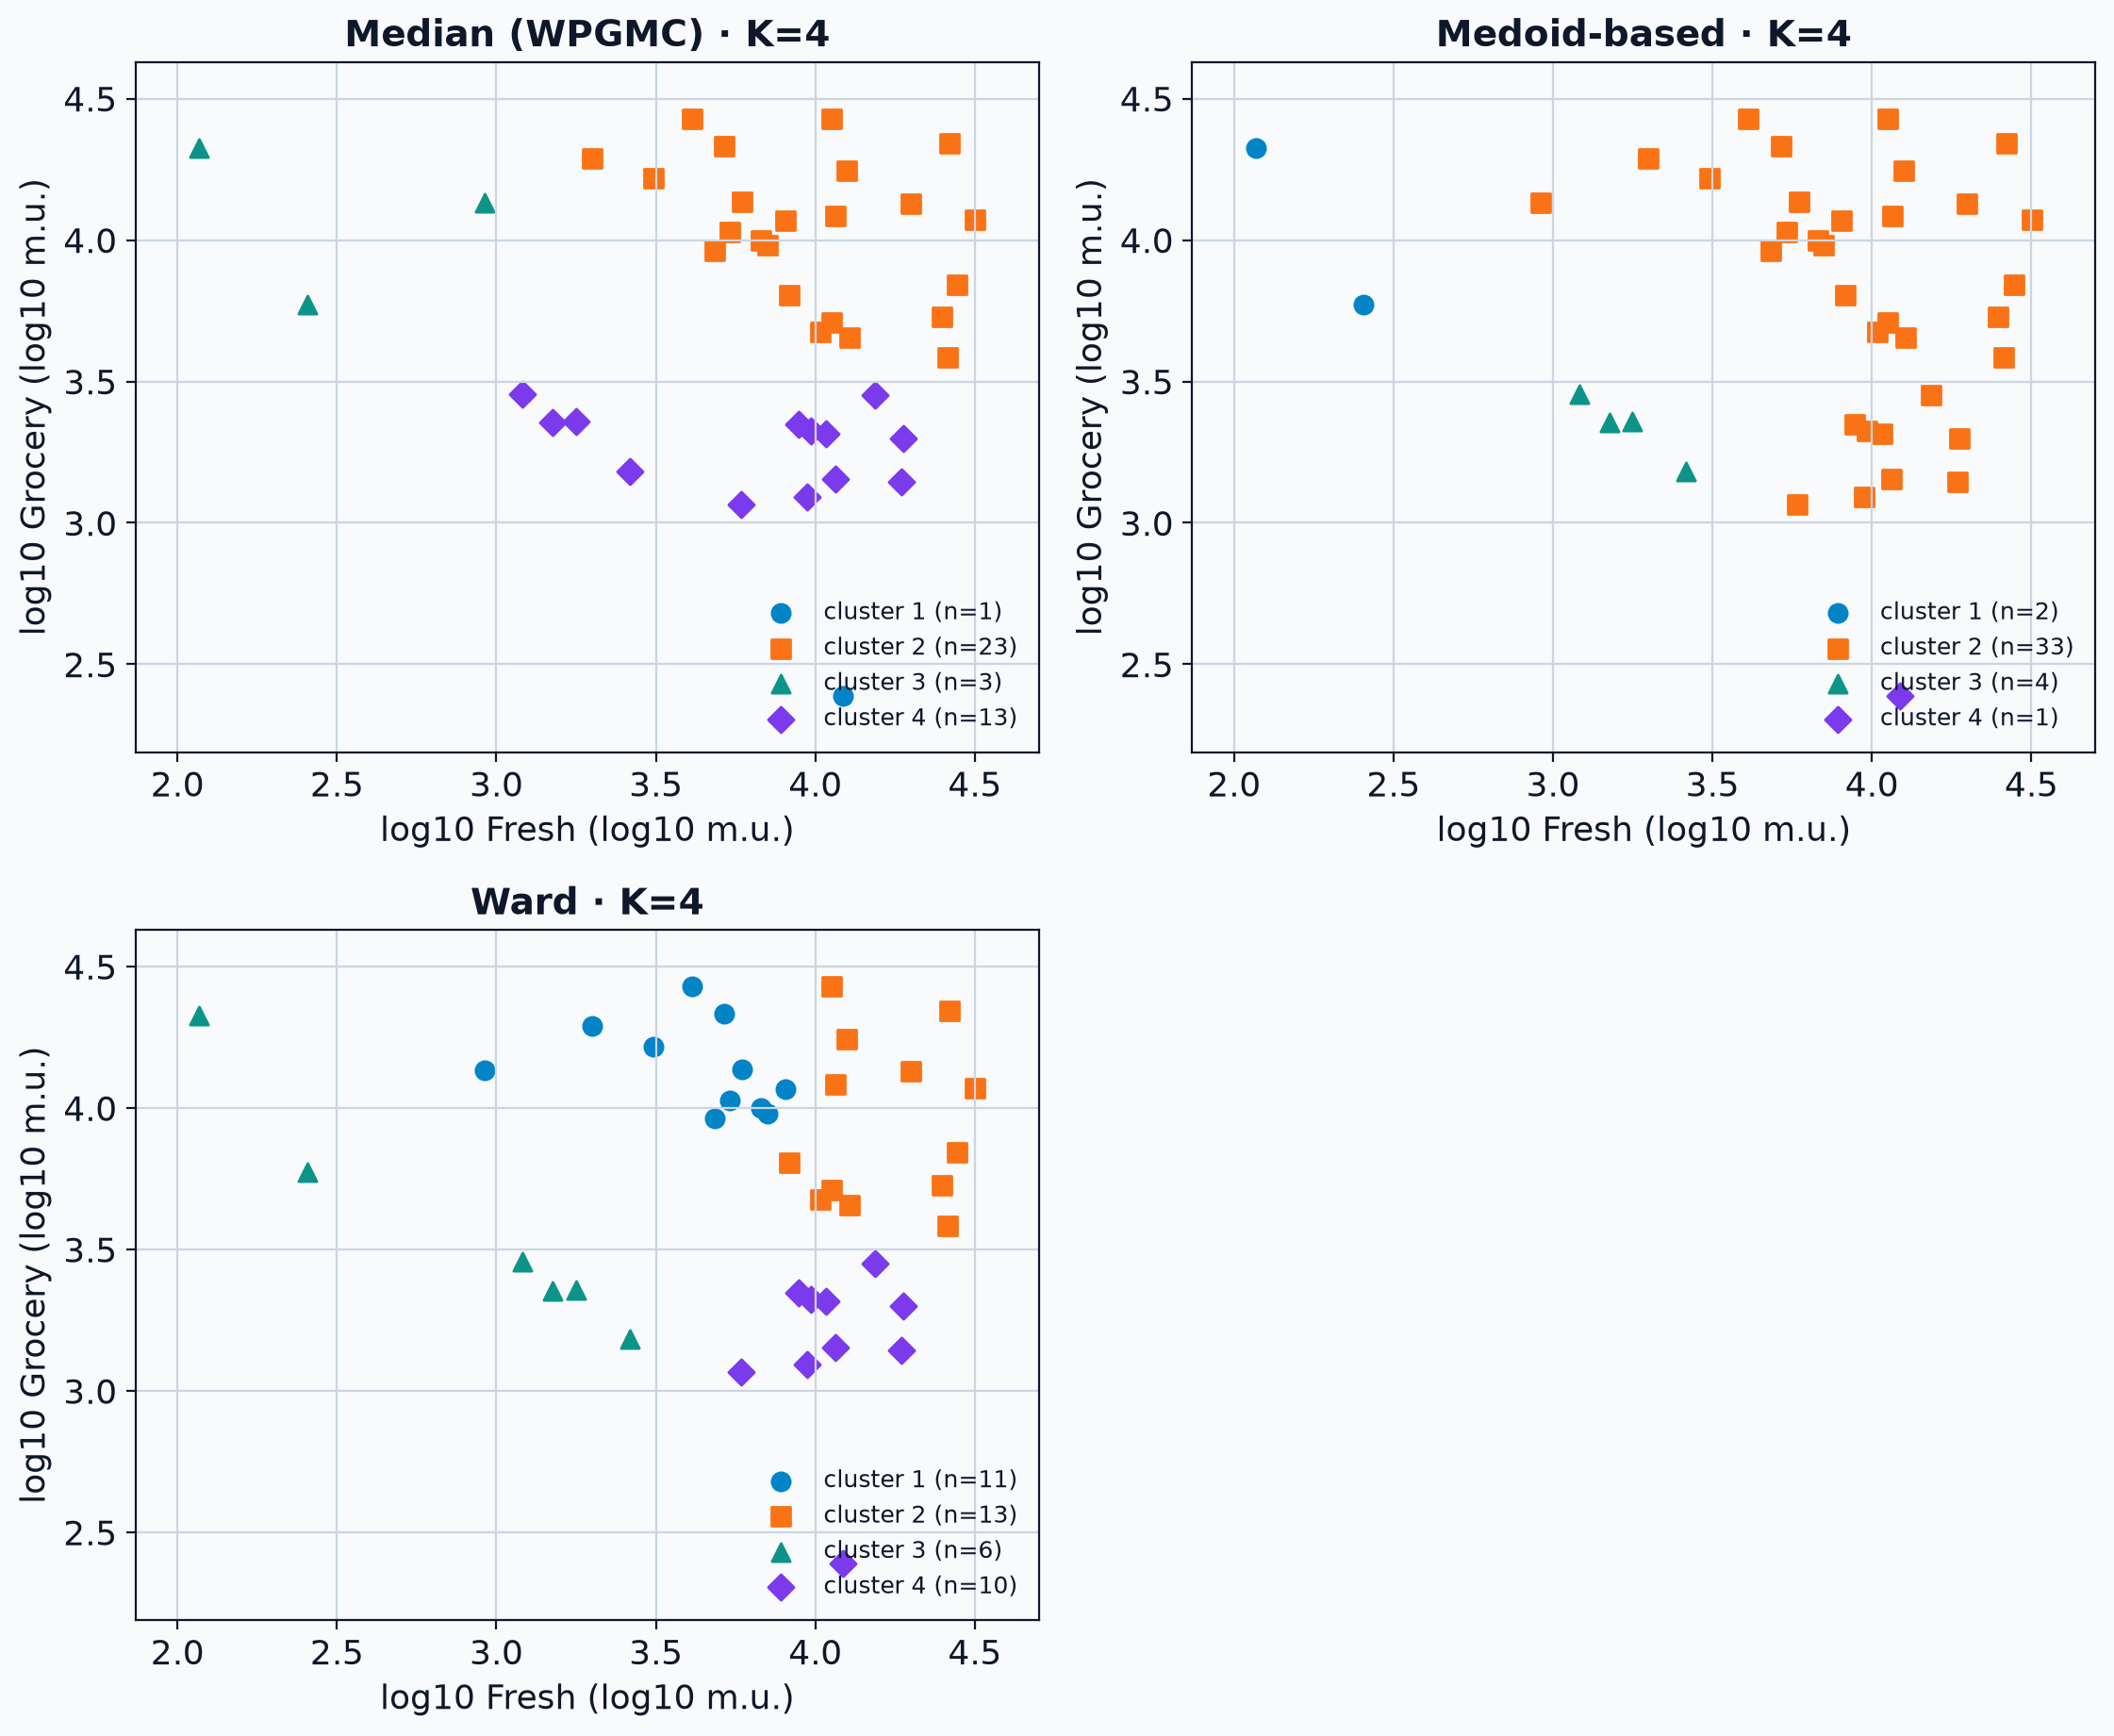 Median (WPGMC) · K=4
log10 Grocery (log10 m.u.)
4.5
4.0
3.5
3.0
2.5
cluster 1 (n=1)
cluster 2 (n=23)
cluster 3 (n=3)
cluster 4 (n=13)
2.0 2.5 3.0 3.5 4.0 4.5
log10 Fresh (log10 m.u.)
Medoid-based · K=4
log10 Grocery (log10 m.u.)
4.5
4.0
3.5
3.0
2.5
cluster 1 (n=2)
cluster 2 (n=33)
cluster 3 (n=4)
cluster 4 (n=1)
2.0 2.5 3.0 3.5 4.0 4.5
log10 Fresh (log10 m.u.)
Ward · K=4
log10 Grocery (log10 m.u.)
4.5
4.0
3.5
3.0
2.5
cluster 1 (n=11)
cluster 2 (n=13)
cluster 3 (n=6)
cluster 4 (n=10)
2.0 2.5 3.0 3.5 4.0 4.5
log10 Fresh (log10 m.u.)